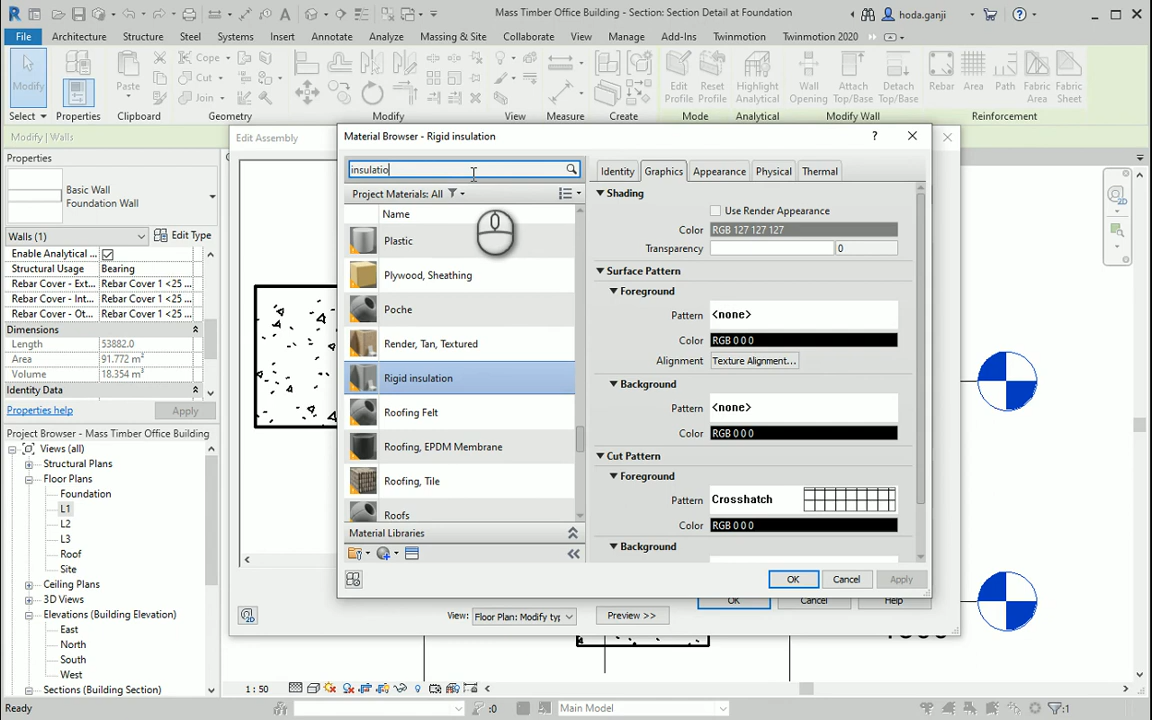 Mass Timber Office Building - Section: Section Detail at Foundation
hoda.ganji
File Architecture Structure Steel Systems Insert Annotate Analyze Massing & Site Collaborate View Manage Add-Ins Twinmotion Twinmotion 2020
Modify
Paste
Cope
Cut
Join
Edit Profile
Reset Profile
Highlight Analytical
Wall Opening
Attach Top/Base
Detach Top/Base
Rebar Area Path Fabric Area Fabric Sheet
Select Properties Clipboard Geometry Modify View Measure Create Mode Analytical Modify Wall Reinforcement
Modify | Walls
Properties
Basic Wall
Foundation Wall
Walls (1) Edit Type
Enable Analytical ...
Structural Usage Bearing
Rebar Cover - Ext... Rebar Cover 1 <25 ...
Rebar Cover - Int... Rebar Cover 1 <25 ...
Rebar Cover - Ot... Rebar Cover 1 <25 ...
Dimensions
Length 53882.0
Area 91.772 m²
Volume 18.354 m³
Identity Data
Properties help Apply
Project Browser - Mass Timber Office Building
Views (all)
Structural Plans
Floor Plans
Foundation
L1
L2
L3
Roof
Site
Ceiling Plans
3D Views
Elevations (Building Elevation)
East
North
South
West
Sections (Building Section)
Edit Assembly
Material Browser - Rigid insulation
?
insulatio
Project Materials: All
Name
Plastic
Plywood, Sheathing
Poche
Render, Tan, Textured
Rigid insulation
Roofing Felt
Roofing, EPDM Membrane
Roofing, Tile
Roofs
Material Libraries
Identity Graphics Appearance Physical Thermal
Shading
Use Render Appearance
Color RGB 127 127 127
Transparency 0
Surface Pattern
Foreground
Pattern <none>
Color RGB 0 0 0
Alignment Texture Alignment...
Background
Pattern <none>
Color RGB 0 0 0
Cut Pattern
Foreground
Pattern Crosshatch
Color RGB 0 0 0
Background
OK Cancel Apply
OK Cancel Help
View: Floor Plan: Modify typ Preview >>
1 : 50
Ready
:0
Main Model
:1